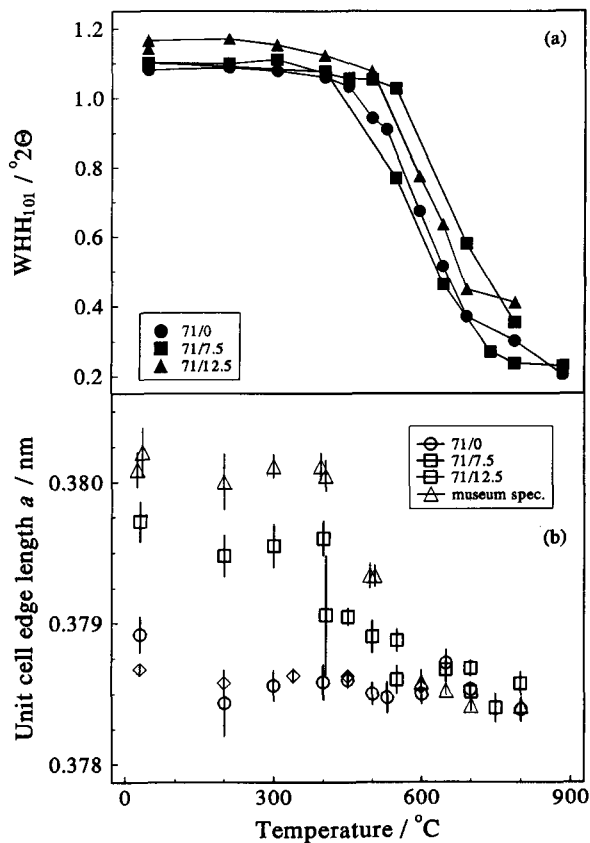 (a)
1.2
1.0
0.8
0.6
0.4
0.2
WHH101 / °2Θ
71/0
71/7.5
71/12.5
(b)
0.380
0.379
0.378
Unit cell edge length a / nm
71/0
71/7.5
71/12.5
museum spec.
0 300 600 900
Temperature / °C